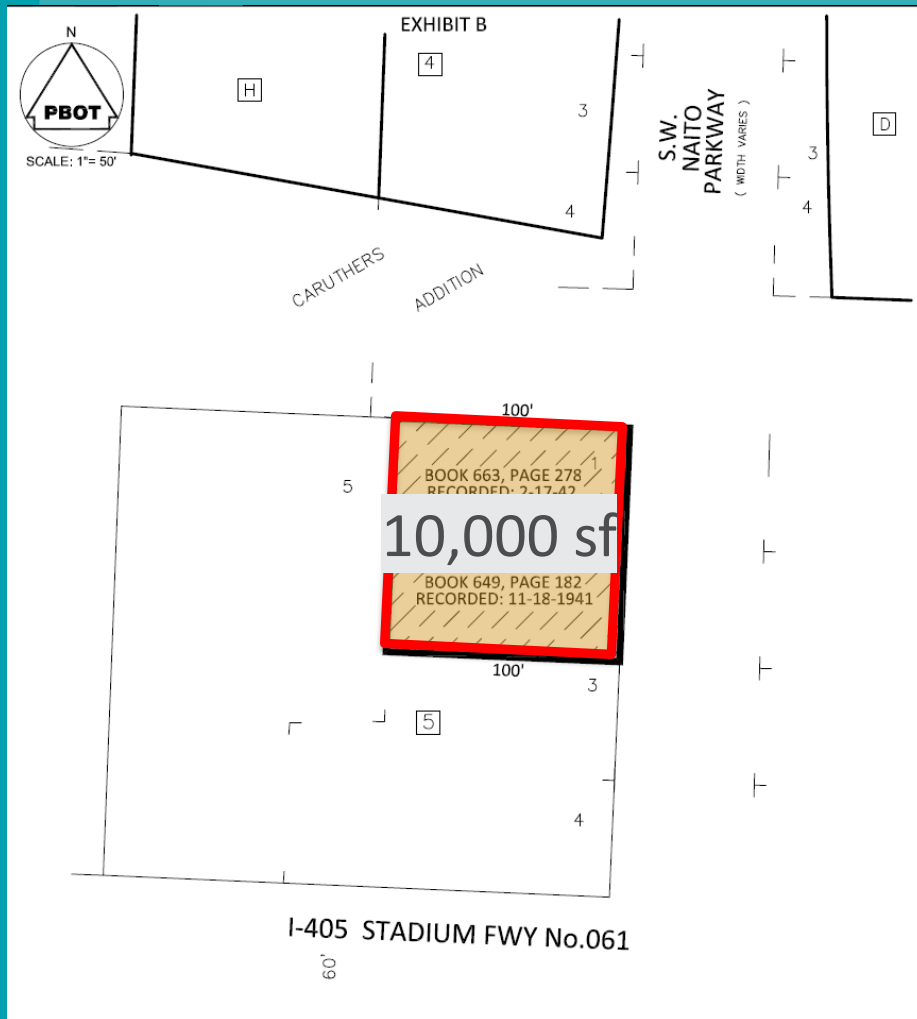 EXHIBIT B
N
PBOT
SCALE: 1"= 50'
H
4
3
4
S.W.
NAITO
PARKWAY
( WIDTH VARIES )
3
4
D
CARUTHERS
ADDITION
100'
5
1
BOOK 663, PAGE 278
RECORDED: 2-17-42
10,000 sf
BOOK 649, PAGE 182
RECORDED: 11-18-1941
100'
3
5
4
I-405 STADIUM FWY No.061
60'